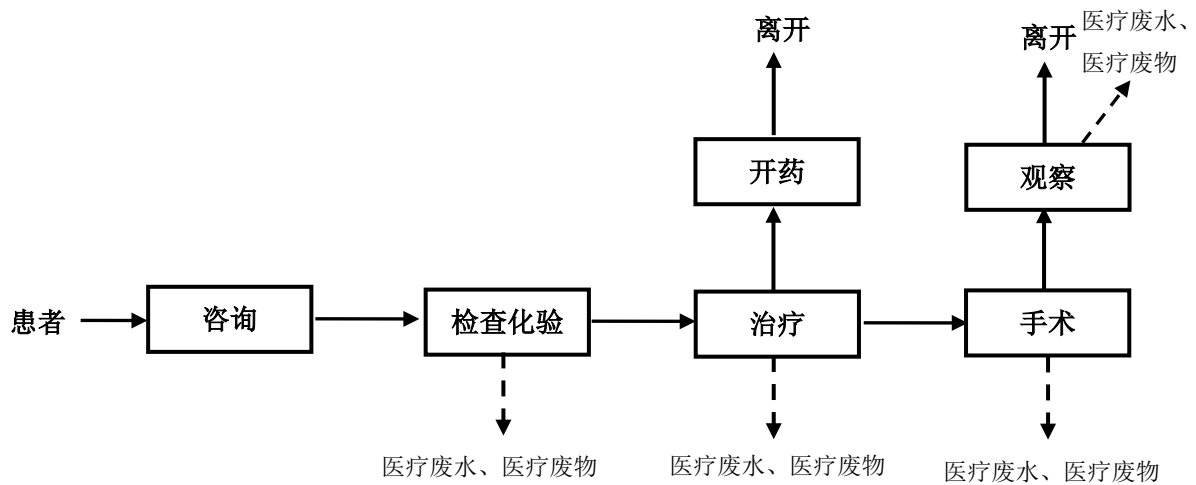 离开
离开
医疗废水、
医疗废物
开药
观察
患者
咨询
检查化验
治疗
手术
医疗废水、医疗废物
医疗废水、医疗废物
医疗废水、医疗废物